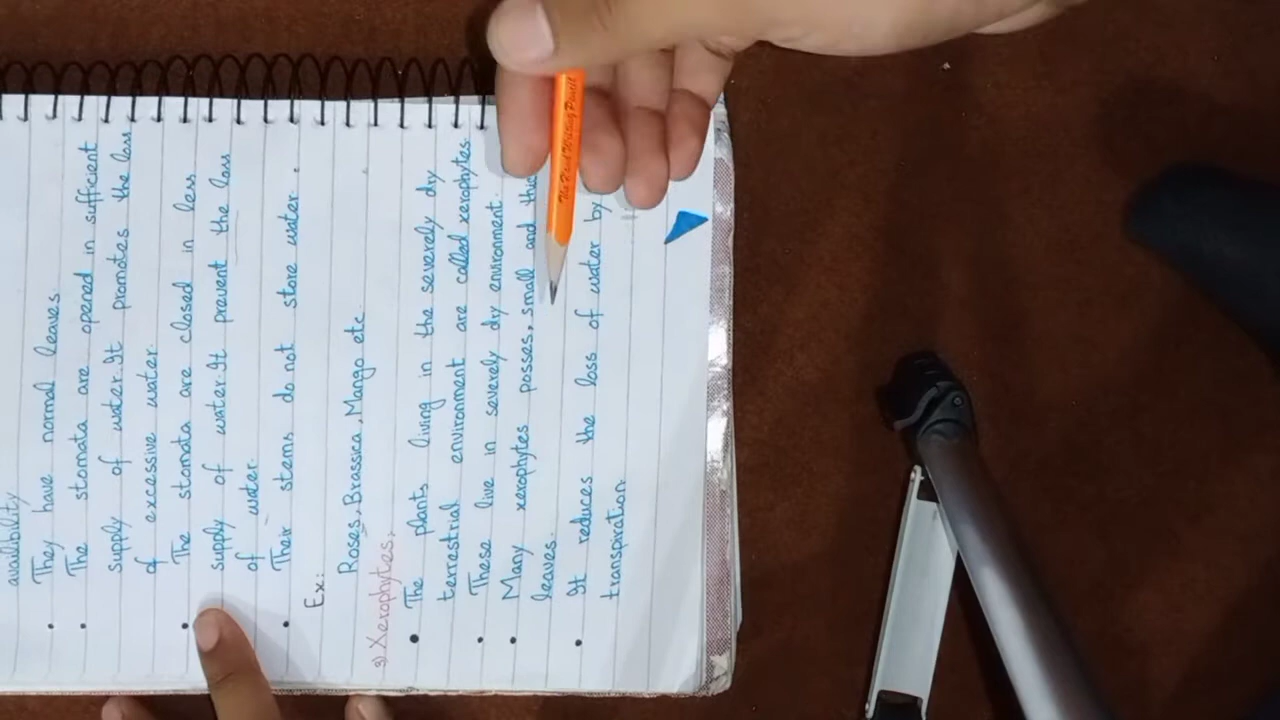 availability
They have normal leaves.
The stomata are opened in sufficient
supply of water. It promotes the loss
of excessive water.
The stomata are closed in less
supply of water. It prevent the loss
of water.
Their stems do not store water.
Ex:
Roses, Brassica, Mango etc.
3) Xerophytes.
The plants living in the severely dry
terrestrial environment are called xerophytes.
These live in severely dry environment.
Many xerophytes posses, small and
leaves.
It reduces the loss of water by
transpiration.